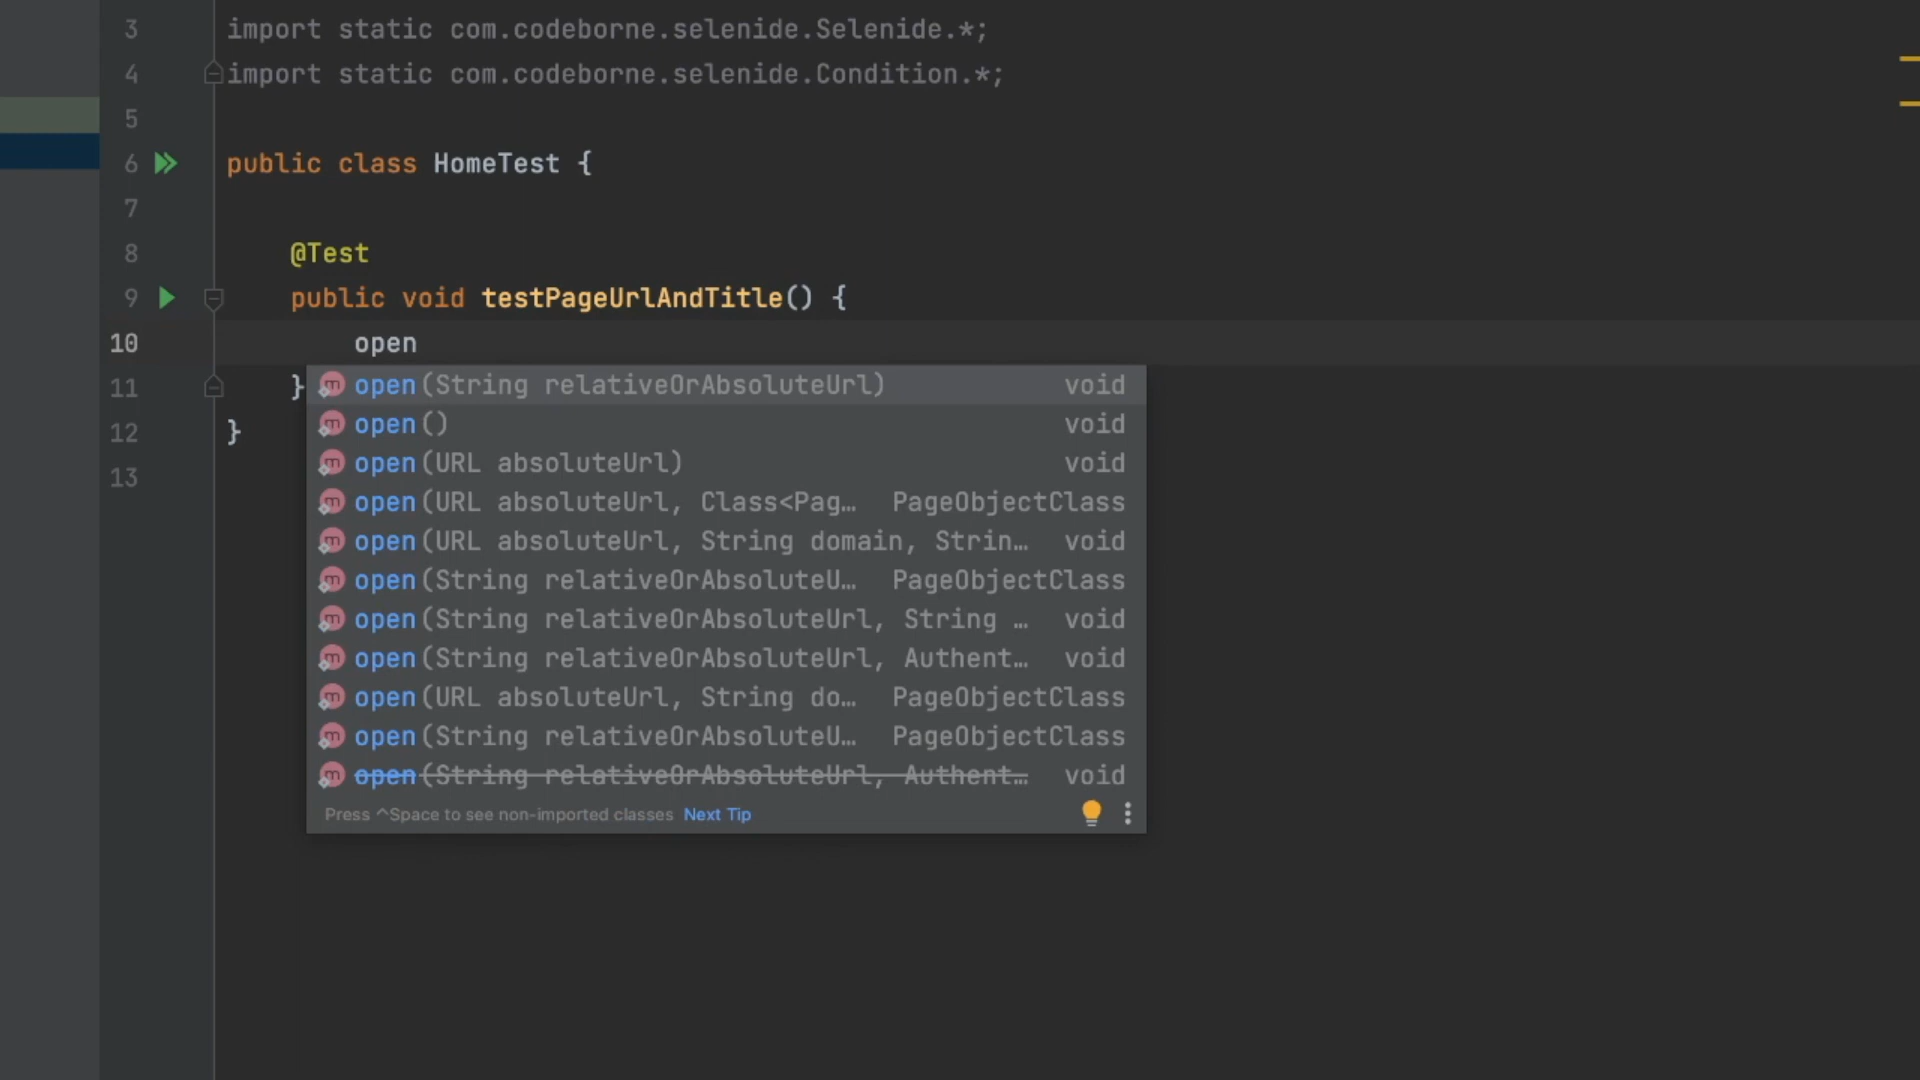 3 import static com.codeborne.selenide.Selenide.*;
4 import static com.codeborne.selenide.Condition.*;
5
6 public class HomeTest {
7
8 @Test
9 public void testPageUrlAndTitle() {
10 open
11 }
open(String relativeOrAbsoluteUrl) void
open() void
12 }
open(URL absoluteUrl) void
13
open(URL absoluteUrl, Class<Pag… PageObjectClass
open(URL absoluteUrl, String domain, Strin… void
open(String relativeOrAbsoluteU… PageObjectClass
open(String relativeOrAbsoluteUrl, String … void
open(String relativeOrAbsoluteUrl, Authent… void
open(URL absoluteUrl, String do… PageObjectClass
open(String relativeOrAbsoluteU… PageObjectClass
open(String relativeOrAbsoluteUrl, Authent… void
Press ^Space to see non-imported classes Next Tip